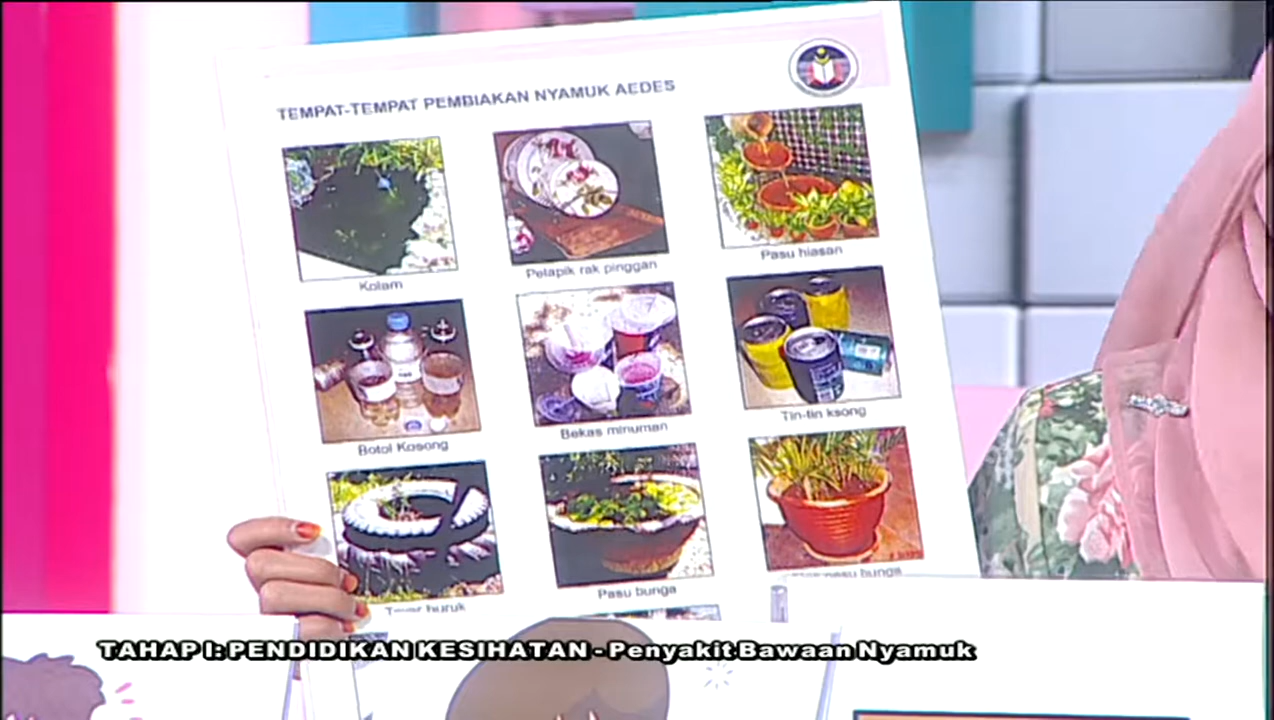 TEMPAT-TEMPAT PEMBIAKAN NYAMUK AEDES
Kolam
Pelapik rak pinggan
Pasu hiasan
Botol Kosong
Bekas minuman
Tin-tin ksong
Tayar buruk
Pasu bunga
pasu bunga
TAHAP I: PENDIDIKAN KESIHATAN - Penyakit Bawaan Nyamuk